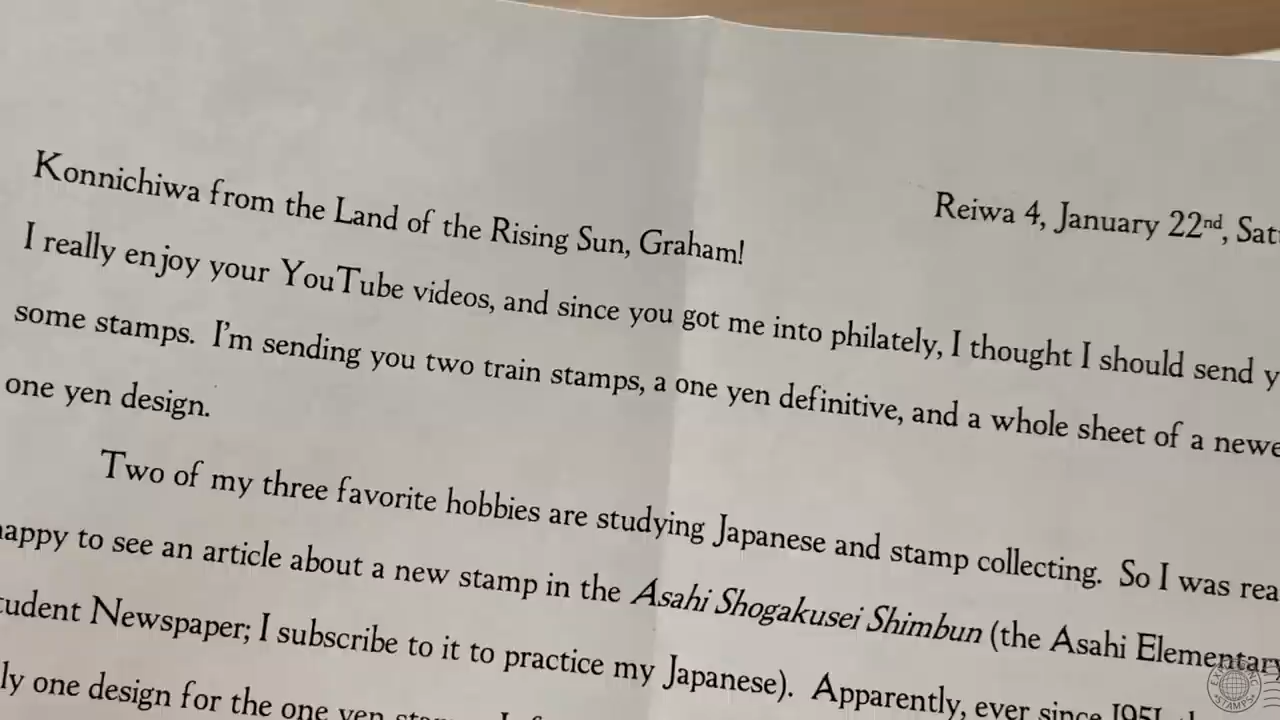 Reiwa 4, January 22nd, Sat
Konnichiwa from the Land of the Rising Sun, Graham!
I really enjoy your YouTube videos, and since you got me into philately, I thought I should send y
some stamps. I'm sending you two train stamps, a one yen definitive, and a whole sheet of a newe
one yen design.
Two of my three favorite hobbies are studying Japanese and stamp collecting. So I was rea
appy to see an article about a new stamp in the Asahi Shogakusei Shimbun (the Asahi Elementary
tudent Newspaper; I subscribe to it to practice my Japanese). Apparently, ever since 1951,
ly one design for the one yen
STAMPS